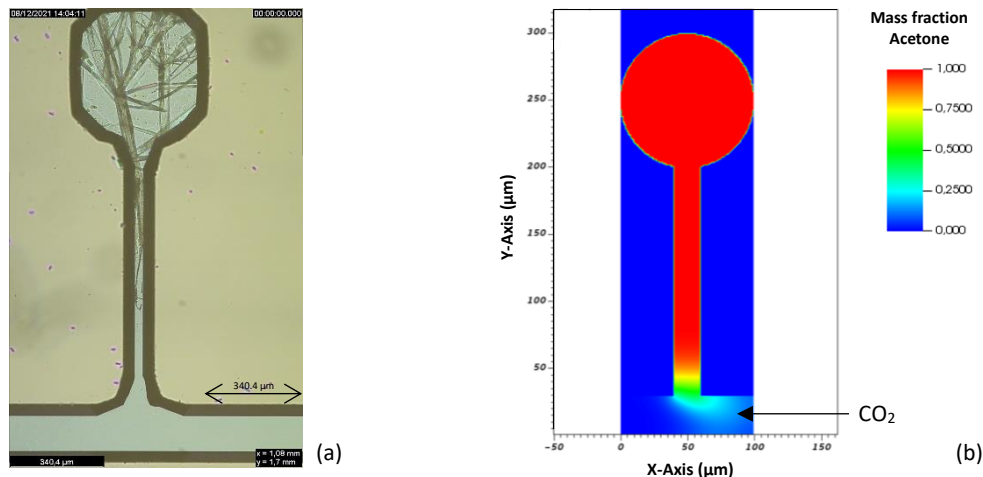 08/12/2021 14:04:11
00:00:00.000
340.4 µm
340.4 µm
x = 1,08 mm
y = 1,7 mm
(a)
Y-Axis (µm)
300
250
200
150
100
50
0
-50 0 50 100 150
X-Axis (µm)
Mass fraction
Acetone
1,000
0,7500
0,5000
0,2500
0,000
CO₂
(b)